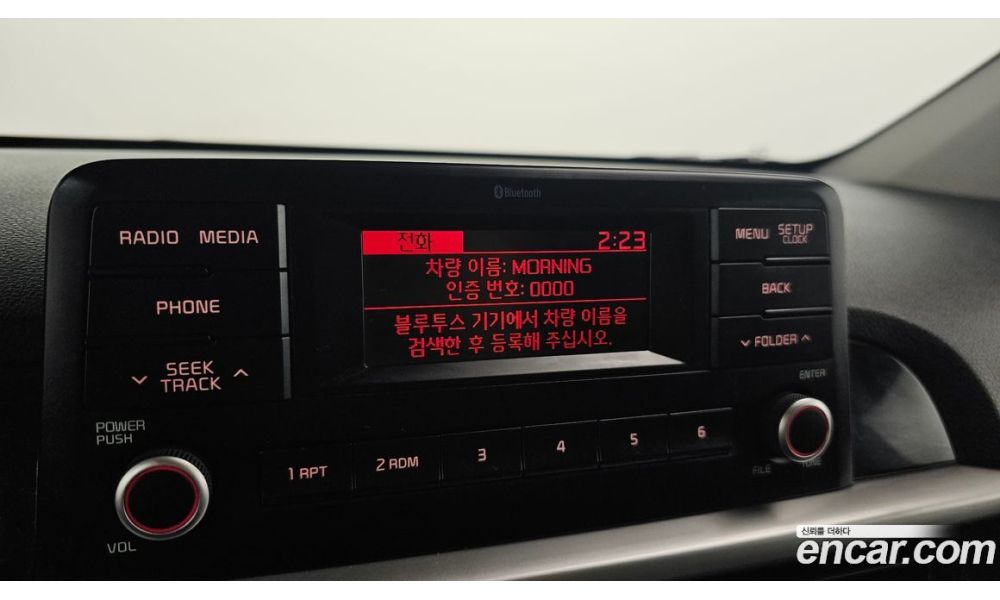 Bluetooth
RADIO MEDIA
PHONE
SEEK
TRACK
POWER
PUSH
VOL
전화 2:23
차량 이름: MORNING
인증 번호: 0000
블루투스 기기에서 차량 이름을
검색한 후 등록해 주십시오.
MENU SETUP
CLOCK
BACK
FOLDER
ENTER
FILE TUNE
1 RPT 2 RDM 3 4 5 6
신뢰를 더하다
encar.com